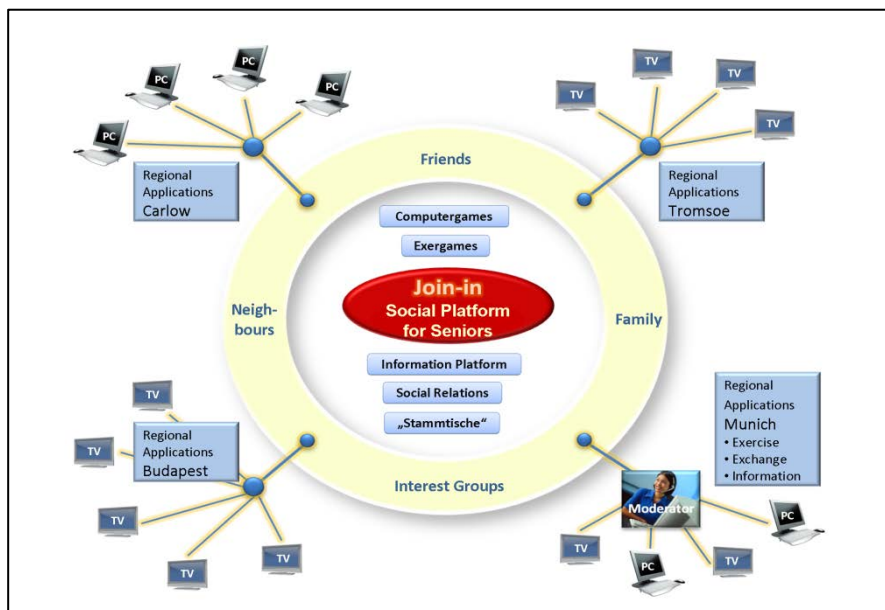 PC
PC
PC
PC
Regional
Applications
Carlow
TV
TV
TV
TV
Regional
Applications
Tromsoe
Friends
Computergames
Exergames
Join-in
Social Platform
for Seniors
Neigh-
bours
Family
Information Platform
Social Relations
„Stammtische“
Interest Groups
TV
TV
TV
TV
TV
Regional
Applications
Budapest
Regional
Applications
Munich
• Exercise
• Exchange
• Information
Moderator
TV
PC
TV
PC